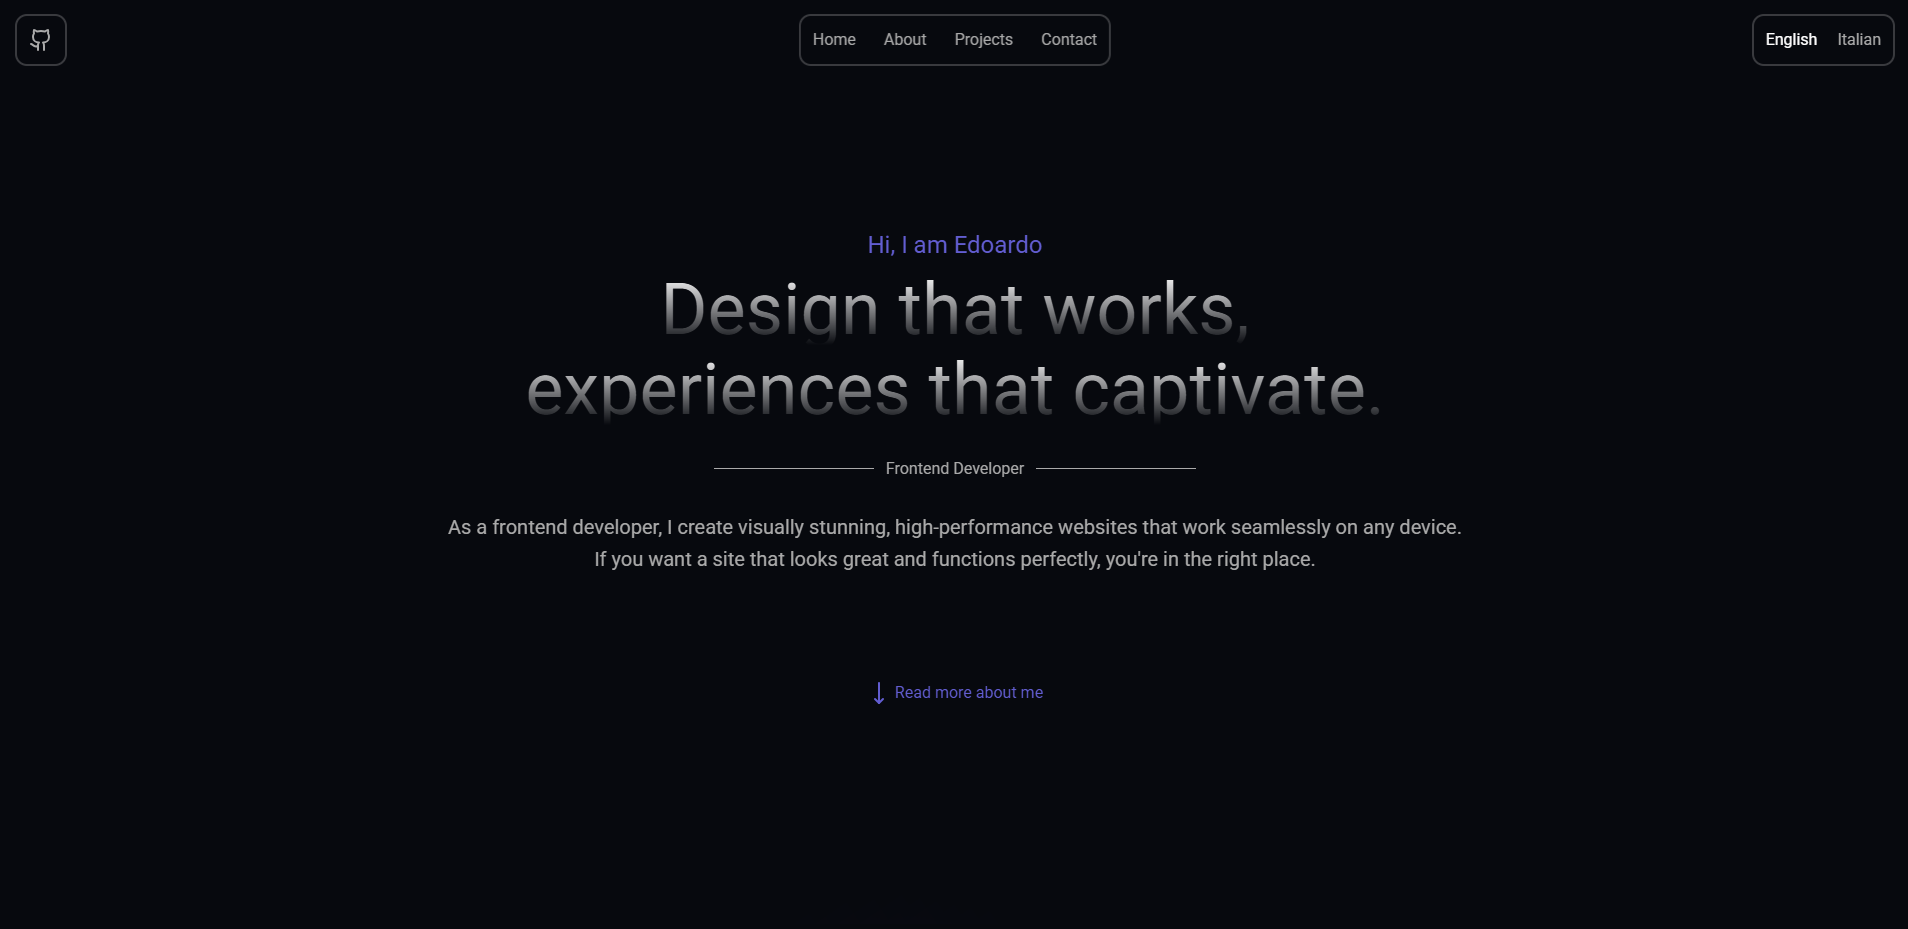 Home About Projects Contact
English Italian
Hi, I am Edoardo
Design that works,
experiences that captivate.
Frontend Developer
As a frontend developer, I create visually stunning, high-performance websites that work seamlessly on any device.
If you want a site that looks great and functions perfectly, you're in the right place.
Read more about me